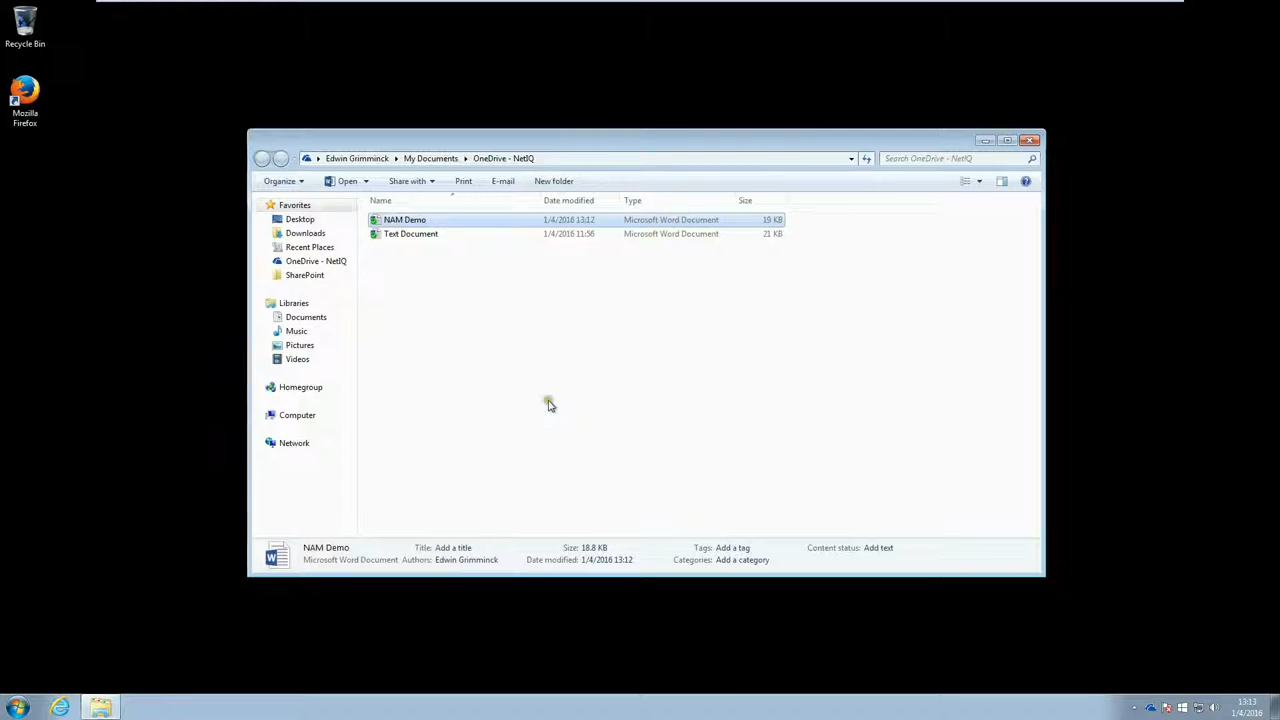 Recycle Bin
Mozilla
Firefox
Edwin Grimminck My Documents OneDrive - NetIQ Search OneDrive - NetIQ
Organize Open Share with Print E-mail New folder
Name Date modified Type Size
NAM Demo 1/4/2016 13:12 Microsoft Word Document 19 KB
Text Document 1/4/2016 11:56 Microsoft Word Document 21 KB
Favorites
Desktop
Downloads
Recent Places
OneDrive - NetIQ
SharePoint
Libraries
Documents
Music
Pictures
Videos
Homegroup
Computer
Network
NAM Demo Title: Add a title Size: 18.8 KB Tags: Add a tag Content status: Add text
Microsoft Word Document Authors: Edwin Grimminck Date modified: 1/4/2016 13:12 Categories: Add a category
13:13
1/4/2016